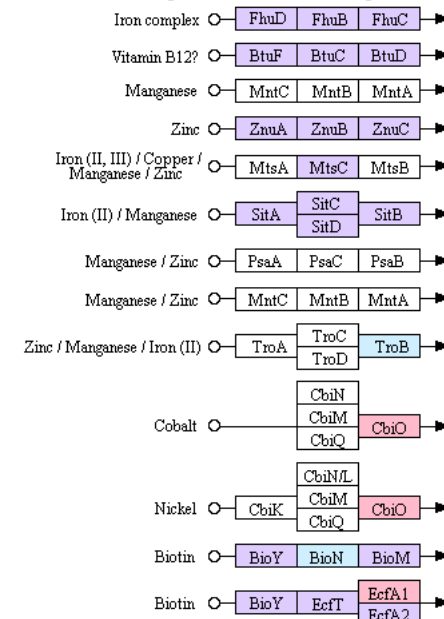 Iron complex FhuD FhuB FhuC
Vitamin B12? BtuF BtuC BtuD
Manganese MntC MntB MntA
Zinc ZnuA ZnuB ZnuC
Iron (II, III) / Copper /
Manganese / Zinc MtsA MtsC MtsB
Iron (II) / Manganese SitA SitC SitB
SitD
Manganese / Zinc PsaA PsaC PsaB
Manganese / Zinc MntC MntB MntA
Zinc / Manganese / Iron (II) TroA TroC TroB
TroD
CbiN
Cobalt CbiM CbiO
CbiQ
CbiN/L
Nickel CbiK CbiM CbiO
CbiQ
Biotin BioY BioN BioM
Biotin BioY EcfT EcfA1
EcfA2